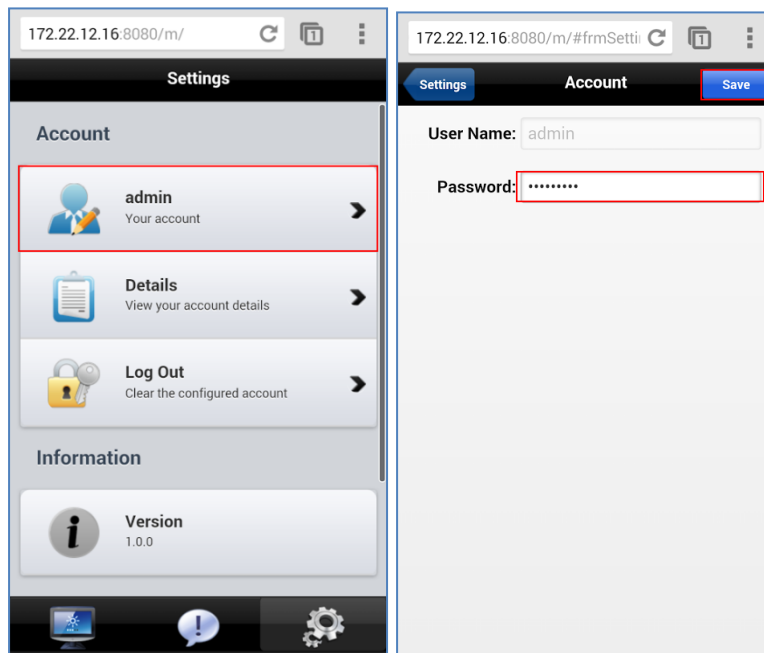 172.22.12.16:8080/m/
1
Settings
Account
admin
Your account
Details
View your account details
Log Out
Clear the configured account
Information
i
Version
1.0.0
!
172.22.12.16:8080/m/#frmSetti
1
Settings
Account
Save
User Name: admin
Password: •••••••••